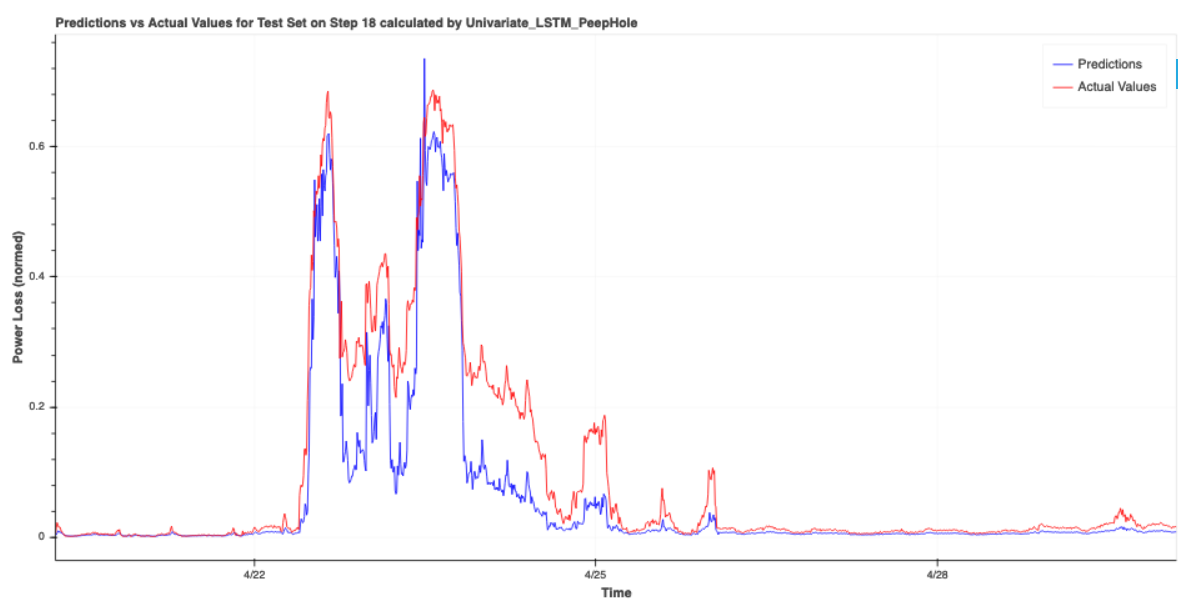 Predictions vs Actual Values for Test Set on Step 18 calculated by Univariate_LSTM_PeepHole
Predictions
Actual Values
Power Loss (normed)
0.6
0.4
0.2
0
4/22
4/25
4/28
Time